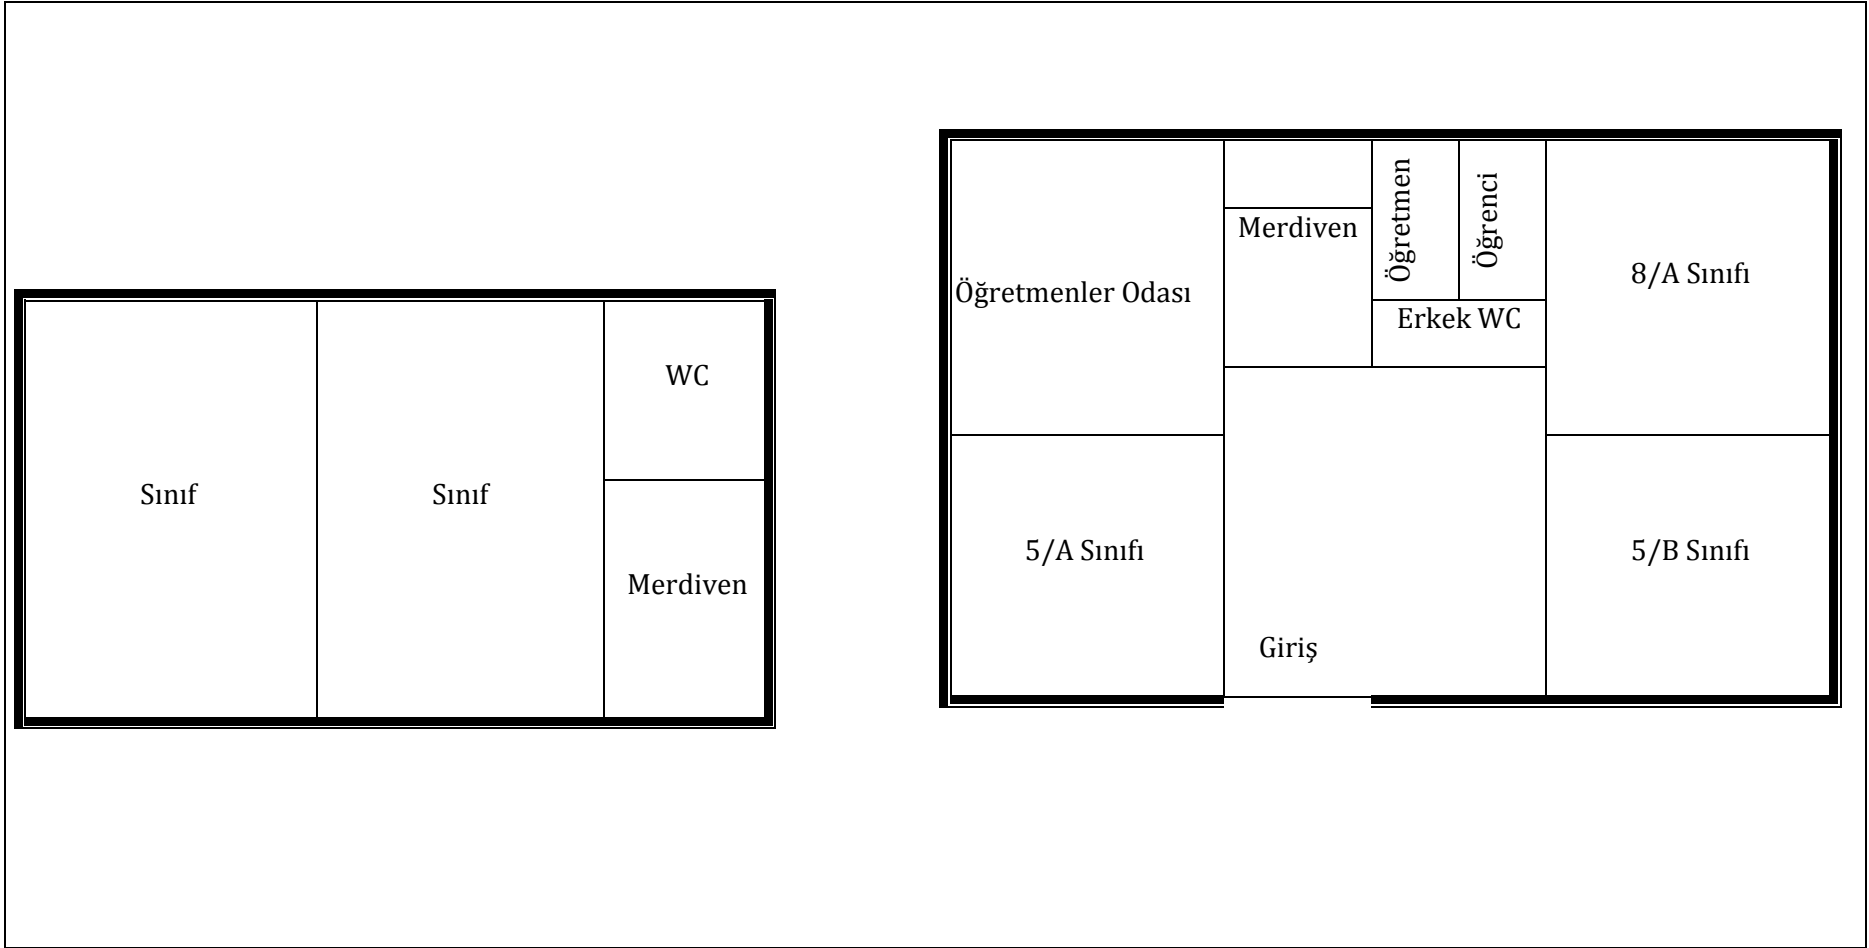 Sınıf
Sınıf
WC
Merdiven
Öğretmenler Odası
Merdiven
Öğretmen
Öğrenci
Erkek WC
8/A Sınıfı
5/A Sınıfı
Giriş
5/B Sınıfı